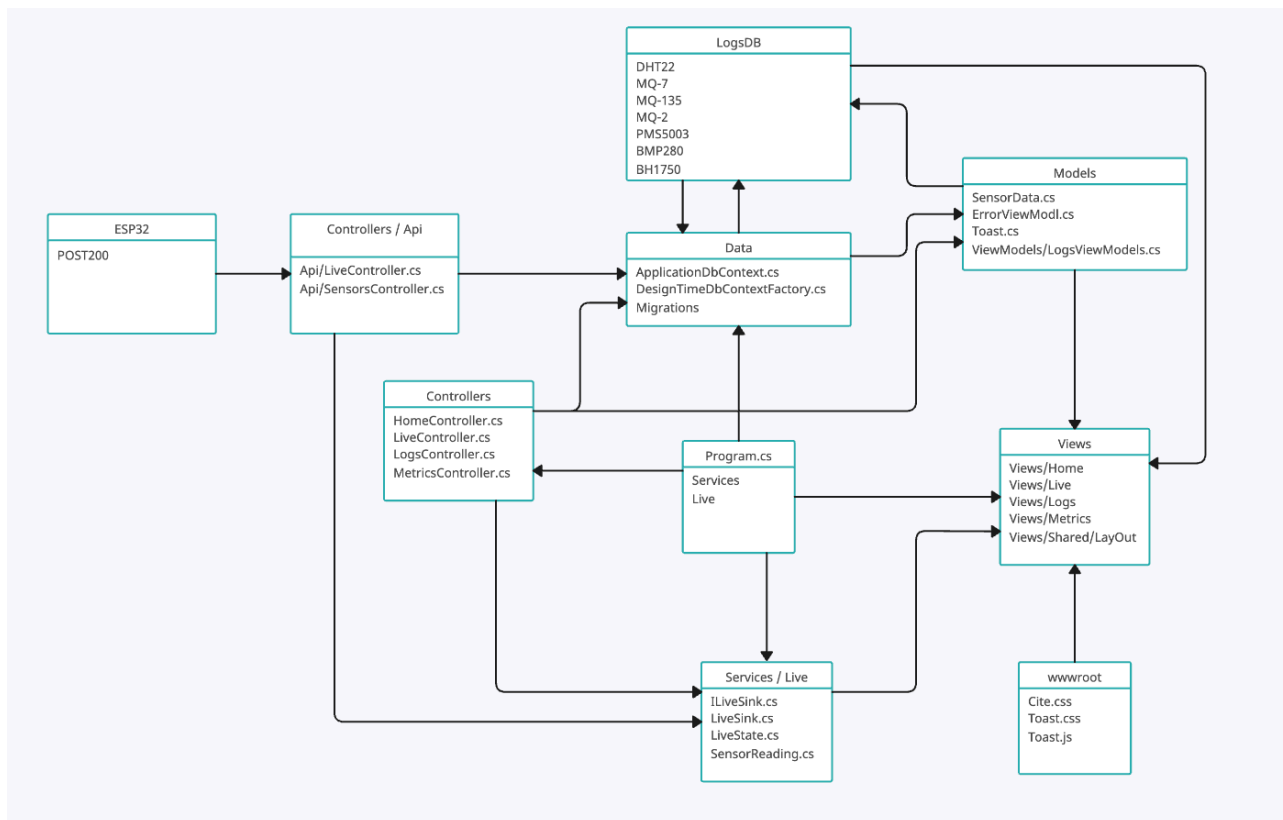 LogsDB
DHT22
MQ-7
MQ-135
MQ-2
PMS5003
BMP280
BH1750
Models
SensorData.cs
ErrorViewModl.cs
Toast.cs
ViewModels/LogsViewModels.cs
ESP32
POST200
Controllers / Api
Api/LiveController.cs
Api/SensorsController.cs
Data
ApplicationDbContext.cs
DesignTimeDbContextFactory.cs
Migrations
Controllers
HomeController.cs
LiveController.cs
LogsController.cs
MetricsController.cs
Program.cs
Services
Live
Views
Views/Home
Views/Live
Views/Logs
Views/Metrics
Views/Shared/LayOut
Services / Live
ILiveSink.cs
LiveSink.cs
LiveState.cs
SensorReading.cs
wwwroot
Cite.css
Toast.css
Toast.js